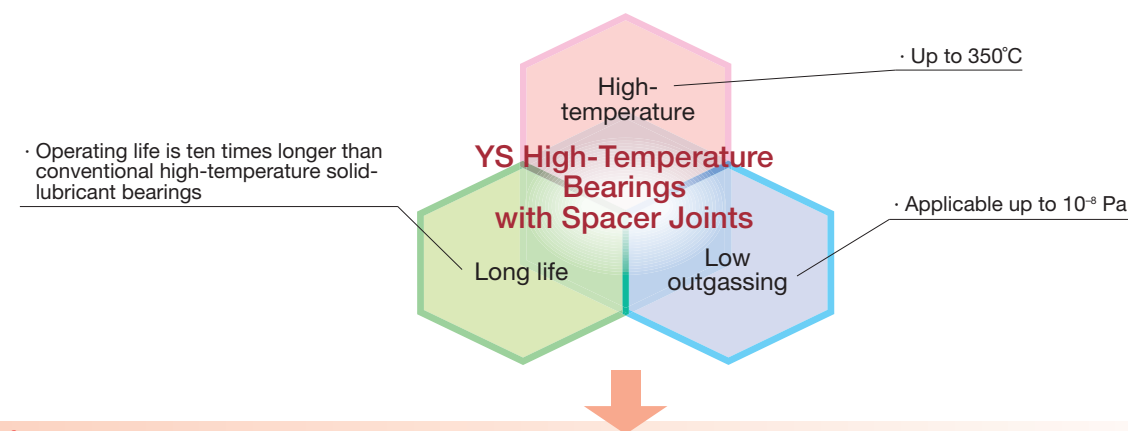 · Up to 350°C
High-
temperature
· Operating life is ten times longer than
conventional high-temperature solid-
lubricant bearings
YS High-Temperature
Bearings
with Spacer Joints
· Applicable up to 10⁻⁸ Pa
Long life
Low
outgassing